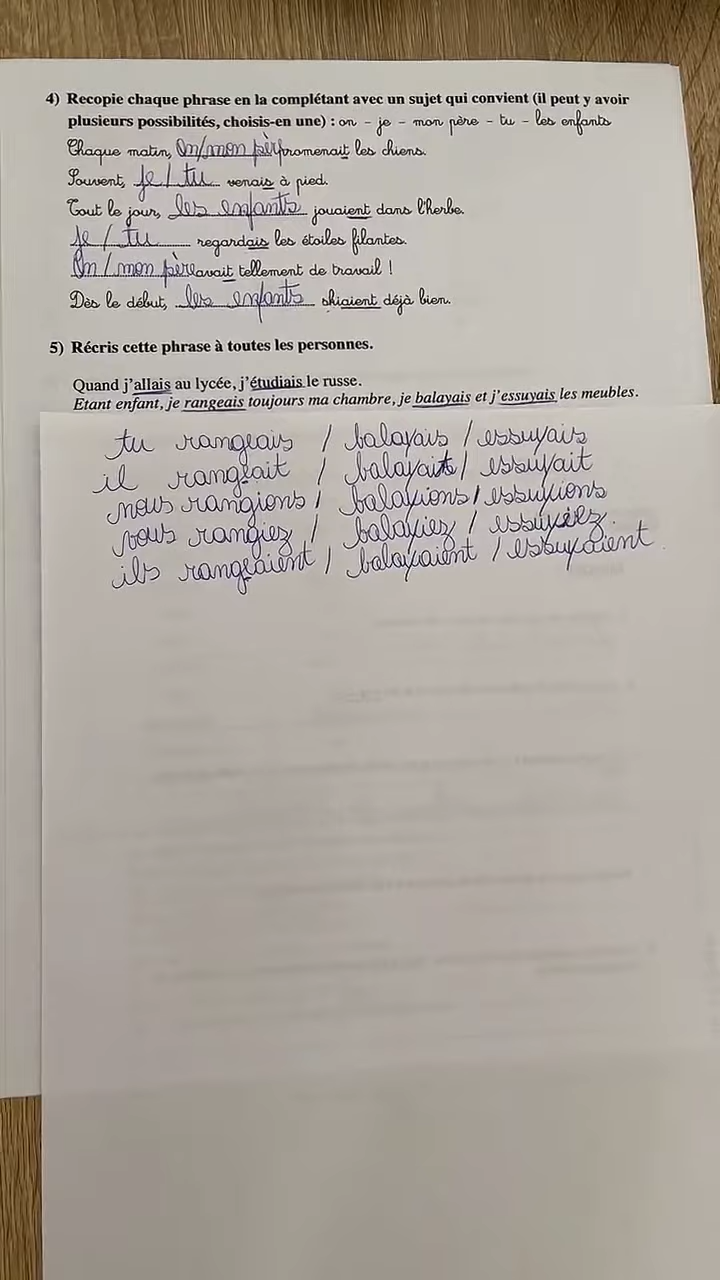 4) Recopie chaque phrase en la complétant avec un sujet qui convient (il peut y avoir
plusieurs possibilités, choisis-en une) : on – je – mon père – tu – les enfants
Chaque matin, On/mon père promenait les chiens.
Souvent, je / tu venais à pied.
Tout le jour, les enfants jouaient dans l'herbe.
Je / tu regardais les étoiles filantes.
On / mon père avait tellement de travail !
Dès le début, les enfants skiaient déjà bien.
5) Récris cette phrase à toutes les personnes.
Quand j'allais au lycée, j'étudiais le russe.
Etant enfant, je rangeais toujours ma chambre, je balayais et j'essuyais les meubles.
tu rangeais / balayais / essuyais
il rangeait / balayait / essuyait
nous rangions / balayions / essuyions
vous rangiez / balayiez / essuyiez.
ils rangeaient / balayaient / essuyaient.